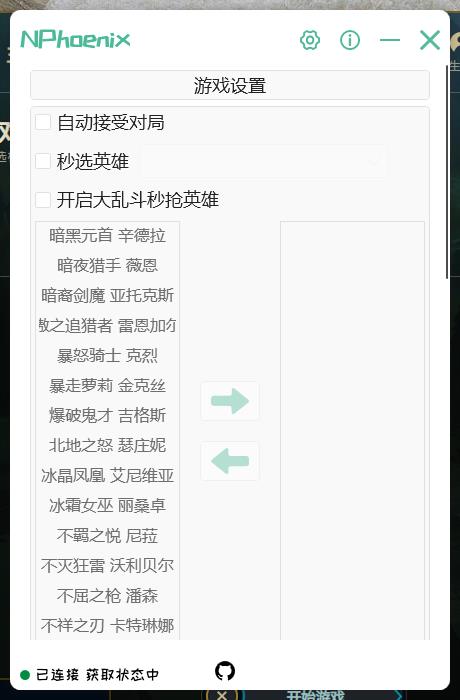 NPhoenix
游戏设置
自动接受对局
秒选英雄
开启大乱斗秒抢英雄
暗黑元首 辛德拉
暗夜猎手 薇恩
暗裔剑魔 亚托克斯
傲之追猎者 雷恩加尔
暴怒骑士 克烈
暴走萝莉 金克丝
爆破鬼才 吉格斯
北地之怒 瑟庄妮
冰晶凤凰 艾尼维亚
冰霜女巫 丽桑卓
不羁之悦 尼菈
不灭狂雷 沃利贝尔
不屈之枪 潘森
不祥之刃 卡特琳娜
已连接 获取状态中
开始游戏